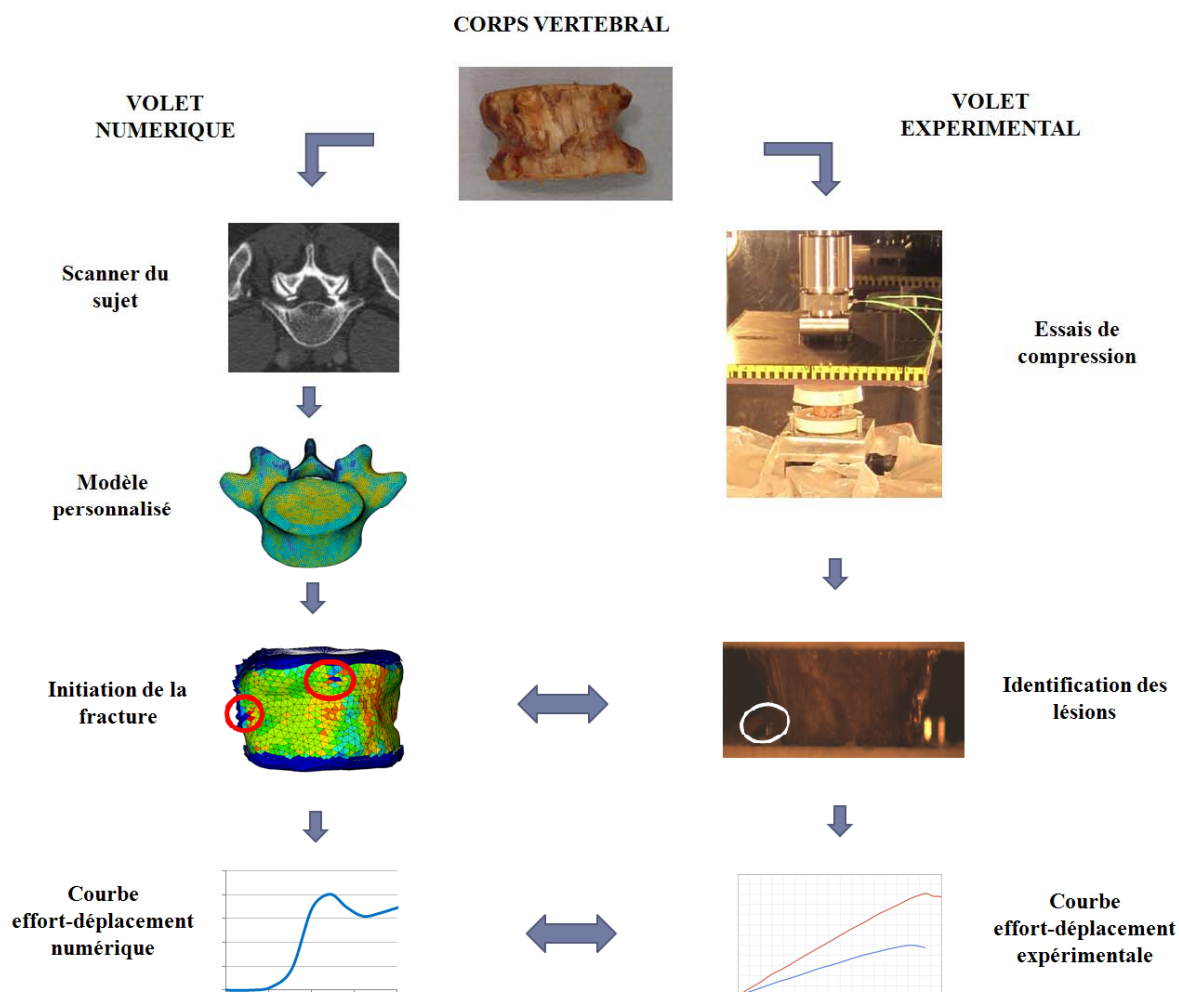 CORPS VERTEBRAL
VOLET
NUMERIQUE
VOLET
EXPERIMENTAL
Scanner du
sujet
Essais de
compression
Modèle
personnalisé
Initiation de la
fracture
Identification des
lésions
Courbe
effort-déplacement
numérique
Courbe
effort-déplacement
expérimentale